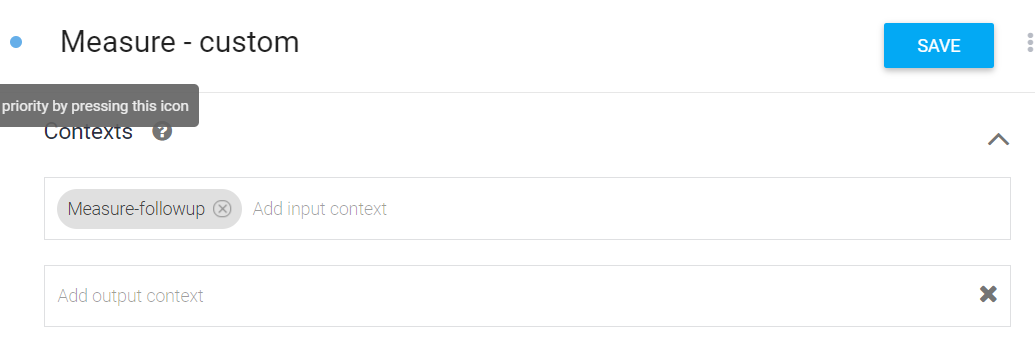 Measure - custom
SAVE
priority by pressing this icon
Contexts ?
Measure-followup Add input context
Add output context